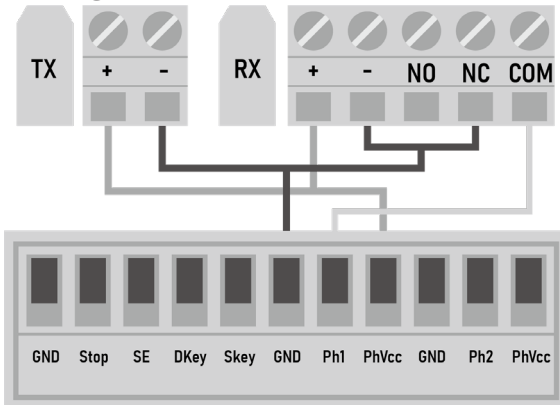 TX + - RX + - NO NC COM
GND Stop SE DKey Skey GND Ph1 PhVcc GND Ph2 PhVcc